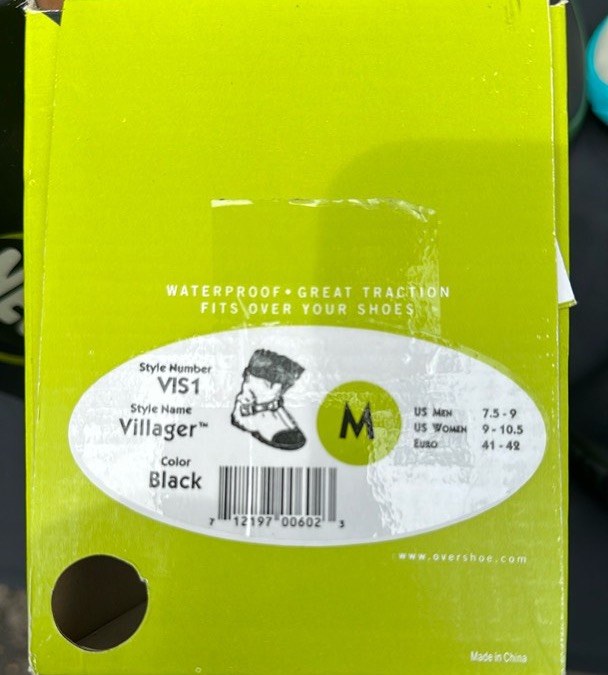 WATERPROOF • GREAT TRACTION
FITS OVER YOUR SHOES
Style Number
VIS1
Style Name
Villager™
Color
Black
M
US MEN 7.5 - 9
US WOMEN 9 - 10.5
EURO 41 - 42
7 12197 00602 3
www.overshoe.com
Made in China